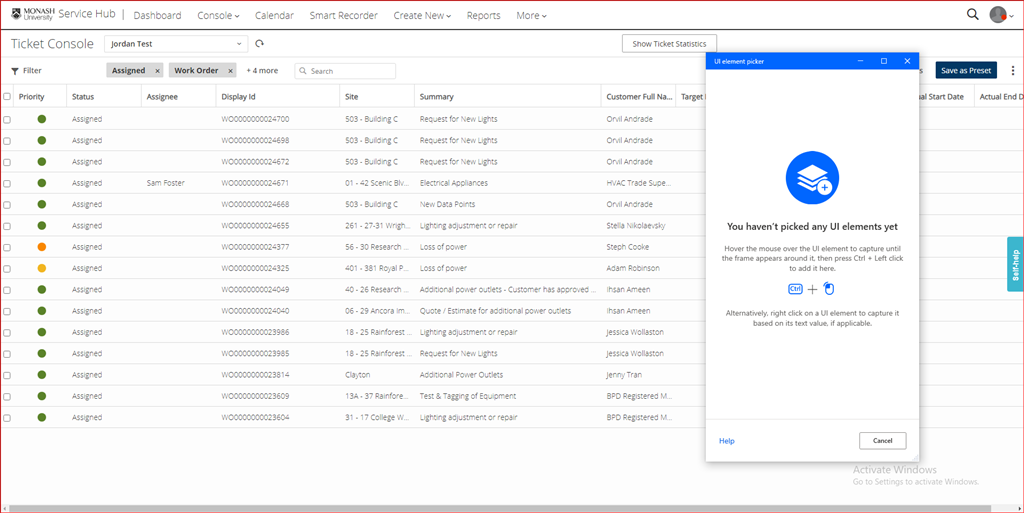 MONASH University Service Hub Dashboard Console Calendar Smart Recorder Create New Reports More
Ticket Console Jordan Test Show Ticket Statistics
Filter Assigned × Work Order × + 4 more Search s Save as Preset
Priority Status Assignee Display Id Site Summary Customer Full Na... Target al Start Date Actual End D
Assigned WO0000000024700 503 - Building C Request for New Lights Orvil Andrade
Assigned WO0000000024698 503 - Building C Request for New Lights Orvil Andrade
Assigned WO0000000024672 503 - Building C Request for New Lights Orvil Andrade
Assigned Sam Foster WO0000000024671 01 - 42 Scenic Blv... Electrical Appliances HVAC Trade Supe...
Assigned WO0000000024668 503 - Building C New Data Points Orvil Andrade
Assigned WO0000000024655 261 - 27-31 Wrigh... Lighting adjustment or repair Stella Nikolaevsky
Assigned WO0000000024377 56 - 30 Research ... Loss of power Steph Cooke
Assigned WO0000000024325 401 - 381 Royal P... Loss of power Adam Robinson
Assigned WO0000000024049 40 - 26 Research ... Additional power outlets - Customer has approved ... Ihsan Ameen
Assigned WO0000000024040 06 - 29 Ancora Im... Quote / Estimate for additional power outlets Ihsan Ameen
Assigned WO0000000023986 18 - 25 Rainforest ... Lighting adjustment or repair Jessica Wollaston
Assigned WO0000000023985 18 - 25 Rainforest ... Request for New Lights Jessica Wollaston
Assigned WO0000000023814 Clayton Additional Power Outlets Jenny Tran
Assigned WO0000000023609 13A - 37 Rainfore... Test & Tagging of Equipment BPD Registered M...
Assigned WO0000000023604 31 - 17 College W... Lighting adjustment or repair BPD Registered M...
UI element picker
You haven't picked any UI elements yet
Hover the mouse over the UI element to capture until
the frame appears around it, then press Ctrl + Left click
to add it here.
Ctrl +
Alternatively, right click on a UI element to capture it
based on its text value, if applicable.
Help Cancel
Self-help
Activate Windows
Go to Settings to activate Windows.